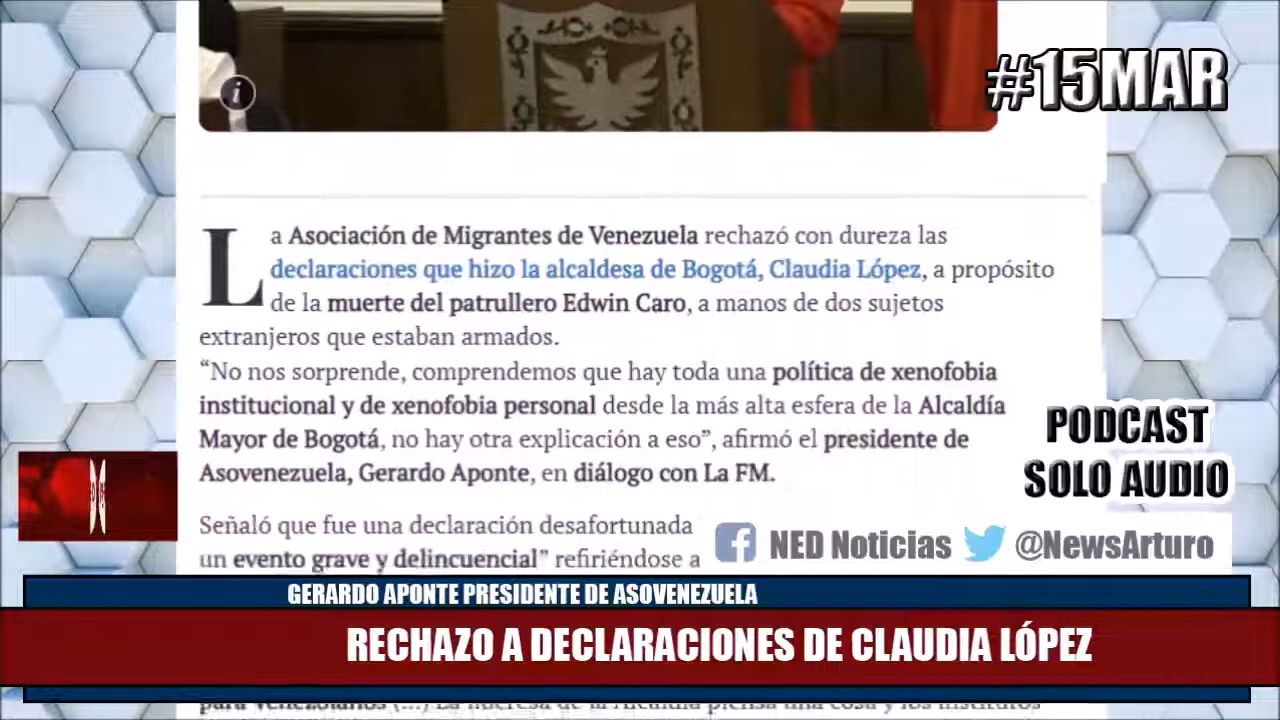 #15MAR
La Asociación de Migrantes de Venezuela rechazó con dureza las
declaraciones que hizo la alcaldesa de Bogotá, Claudia López, a propósito
de la muerte del patrullero Edwin Caro, a manos de dos sujetos
extranjeros que estaban armados.
“No nos sorprende, comprendemos que hay toda una política de xenofobia
institucional y de xenofobia personal desde la más alta esfera de la Alcaldía
Mayor de Bogotá, no hay otra explicación a eso”, afirmó el presidente de
Asovenezuela, Gerardo Aponte, en diálogo con La FM.
Señaló que fue una declaración desafortunada
un evento grave y delincuencial” refiriéndose a
PODCAST
SOLO AUDIO
NED Noticias @NewsArturo
GERARDO APONTE PRESIDENTE DE ASOVENEZUELA
RECHAZO A DECLARACIONES DE CLAUDIA LÓPEZ